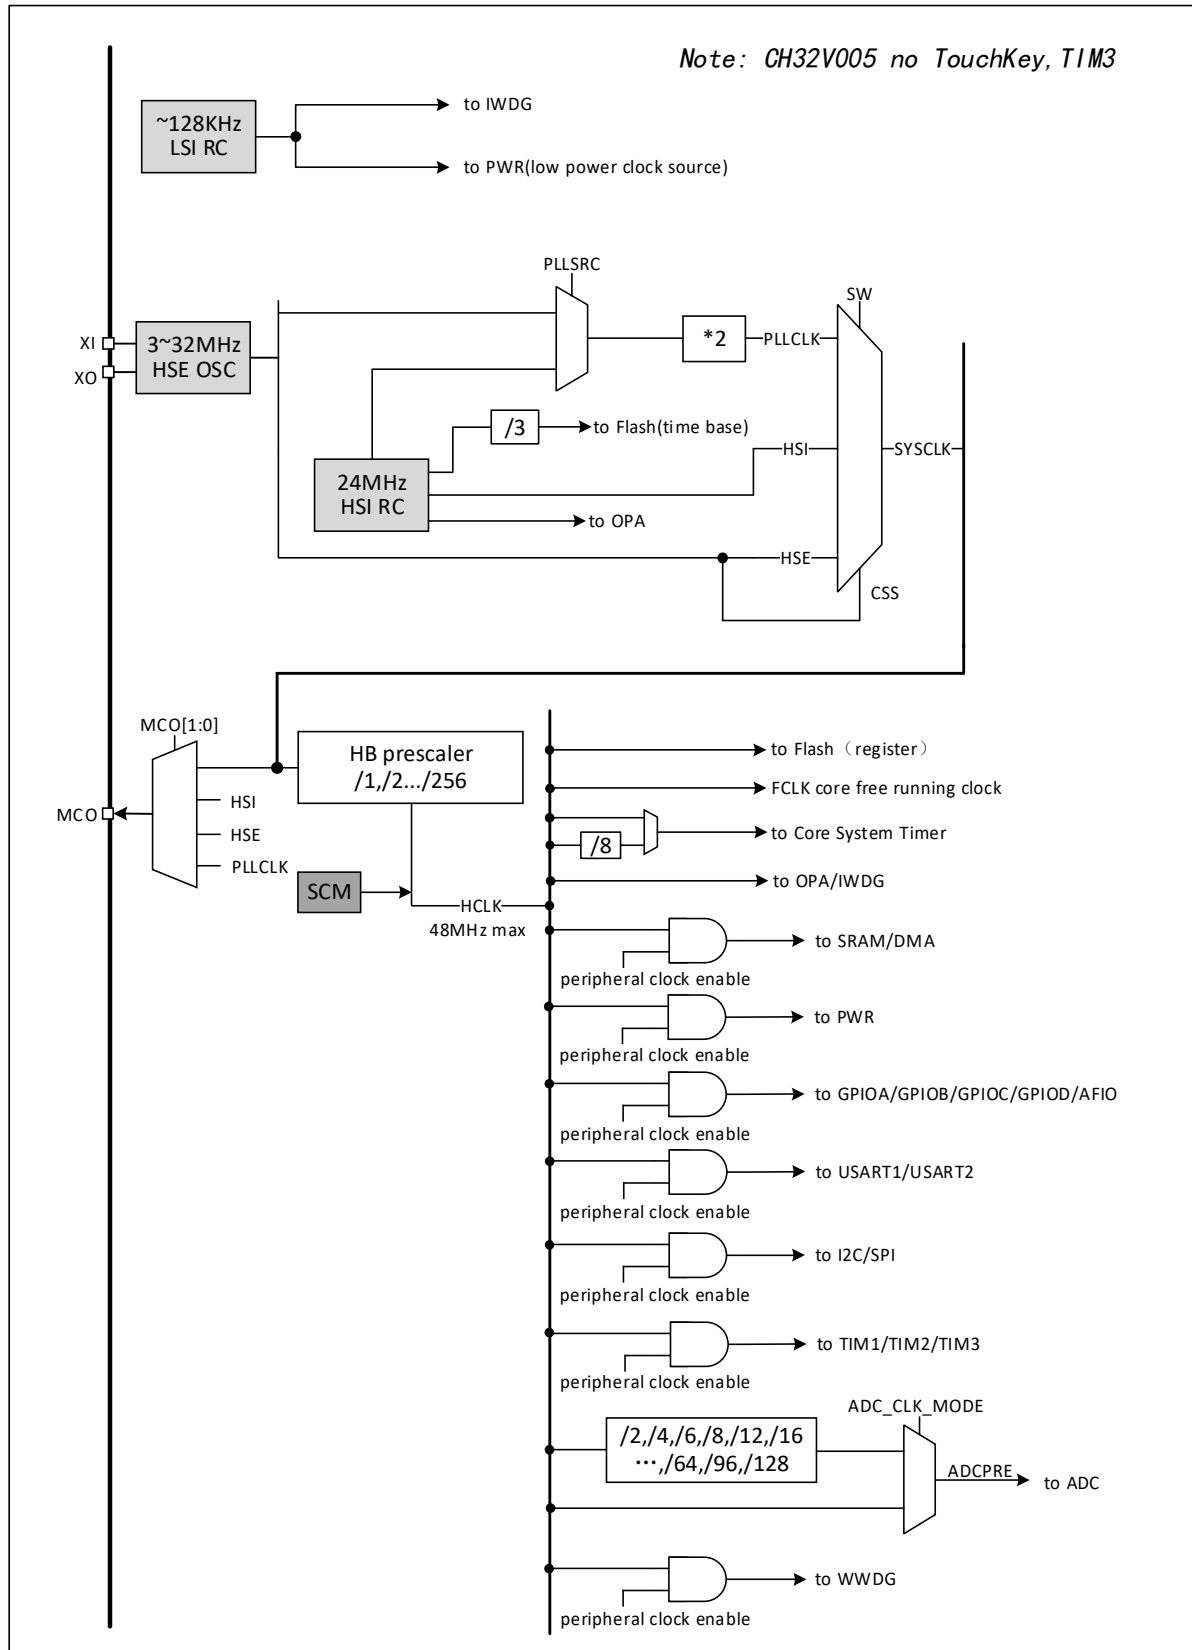 Note: CH32V005 no TouchKey, TIM3
~128KHz
LSI RC
to IWDG
to PWR(low power clock source)
PLLSRC
SW
XI
XO
3~32MHz
HSE OSC
*2
PLLCLK
/3
to Flash(time base)
24MHz
HSI RC
HSI
SYSCLK
to OPA
HSE
CSS
MCO[1:0]
HB prescaler
/1,/2.../256
HSI
MCO
HSE
PLLCLK
SCM
HCLK
48MHz max
to Flash（register）
FCLK core free running clock
/8
to Core System Timer
to OPA/IWDG
to SRAM/DMA
peripheral clock enable
to PWR
peripheral clock enable
to GPIOA/GPIOB/GPIOC/GPIOD/AFIO
peripheral clock enable
to USART1/USART2
peripheral clock enable
to I2C/SPI
peripheral clock enable
to TIM1/TIM2/TIM3
peripheral clock enable
ADC_CLK_MODE
/2,/4,/6,/8,/12,/16
···,/64,/96,/128
ADCPRE
to ADC
to WWDG
peripheral clock enable